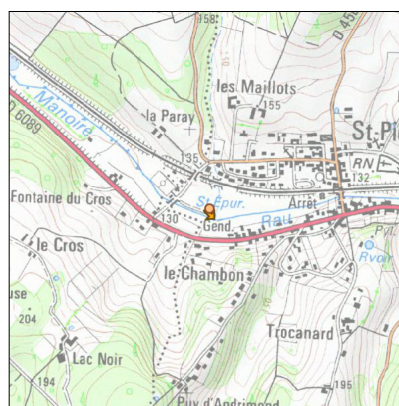 158
D 45
les Maillots
155
Manoire
D 6089
la Paray
St-Pi
135
RN
132
Fontaine du Cros
St. Épur.
Arrêt
130
Rau
Gend.
le Cros
le Chambon
Rvoir
use
204
Trocanard
Lac Noir
194
195
Puy d'Andrimond